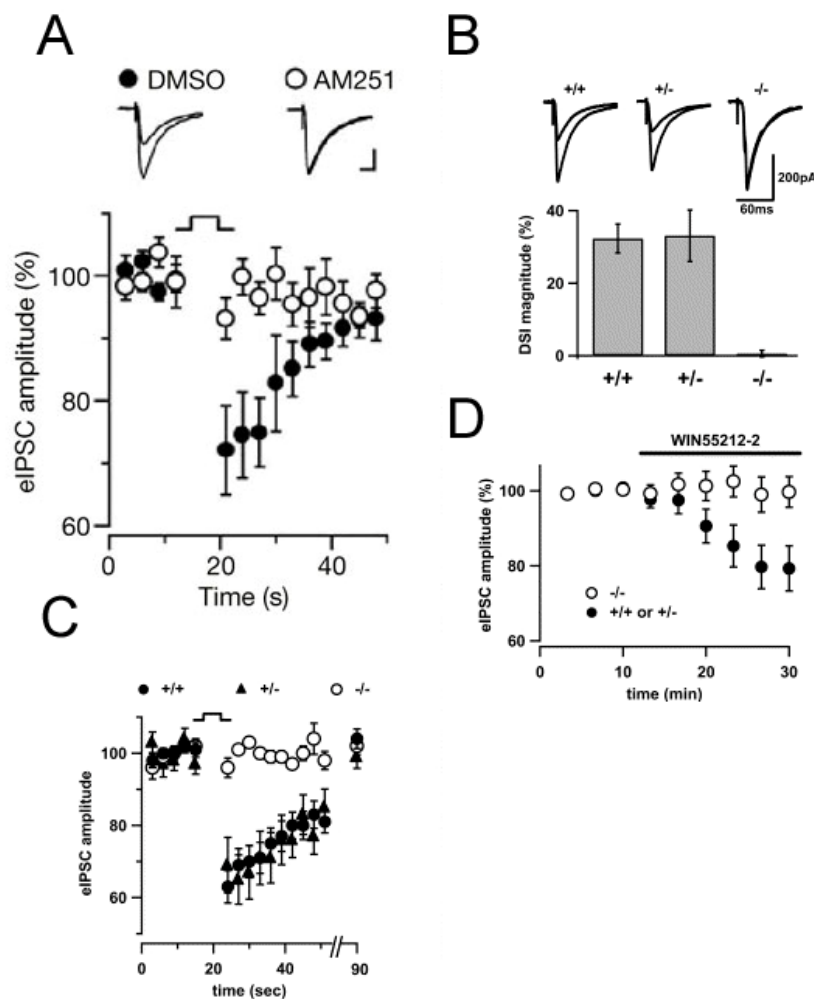 A
DMSO AM251
eIPSC amplitude (%)
100
80
60
0 20 40
Time (s)
B
+/+ +/- -/-
200pA
60ms
DSI magnitude (%)
40
20
0
+/+ +/- -/-
C
+/+ +/- -/-
eIPSC amplitude
100
80
60
0 20 40 90
time (sec)
D
WIN55212-2
eIPSC amplitude (%)
100
80
60
-/-
+/+ or +/-
0 10 20 30
time (min)